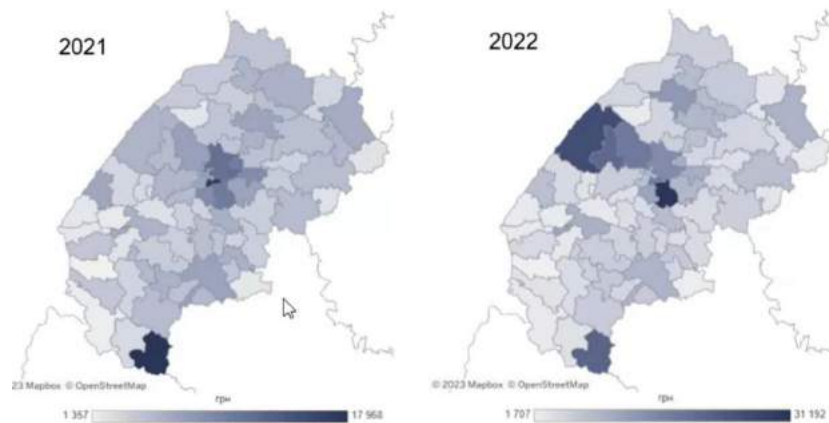 2021
2022
23 Mapbox © OpenStreetMap
© 2023 Mapbox © OpenStreetMap
грн
1 357
17 968
грн
1 707
31 192